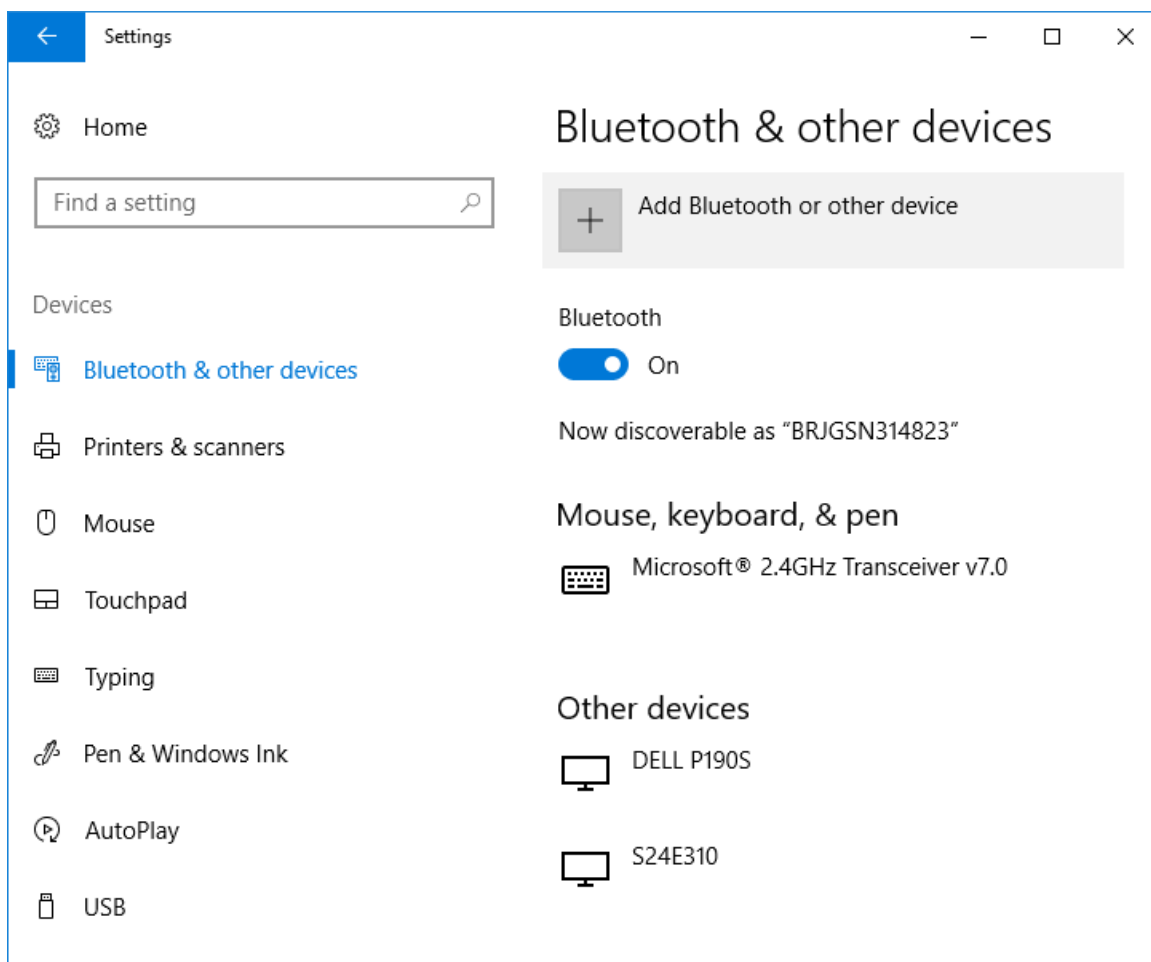 Settings
Home
Find a setting
Devices
Bluetooth & other devices
Printers & scanners
Mouse
Touchpad
Typing
Pen & Windows Ink
AutoPlay
USB
Bluetooth & other devices
Add Bluetooth or other device
Bluetooth
On
Now discoverable as “BRJGSN314823”
Mouse, keyboard, & pen
Microsoft® 2.4GHz Transceiver v7.0
Other devices
DELL P190S
S24E310